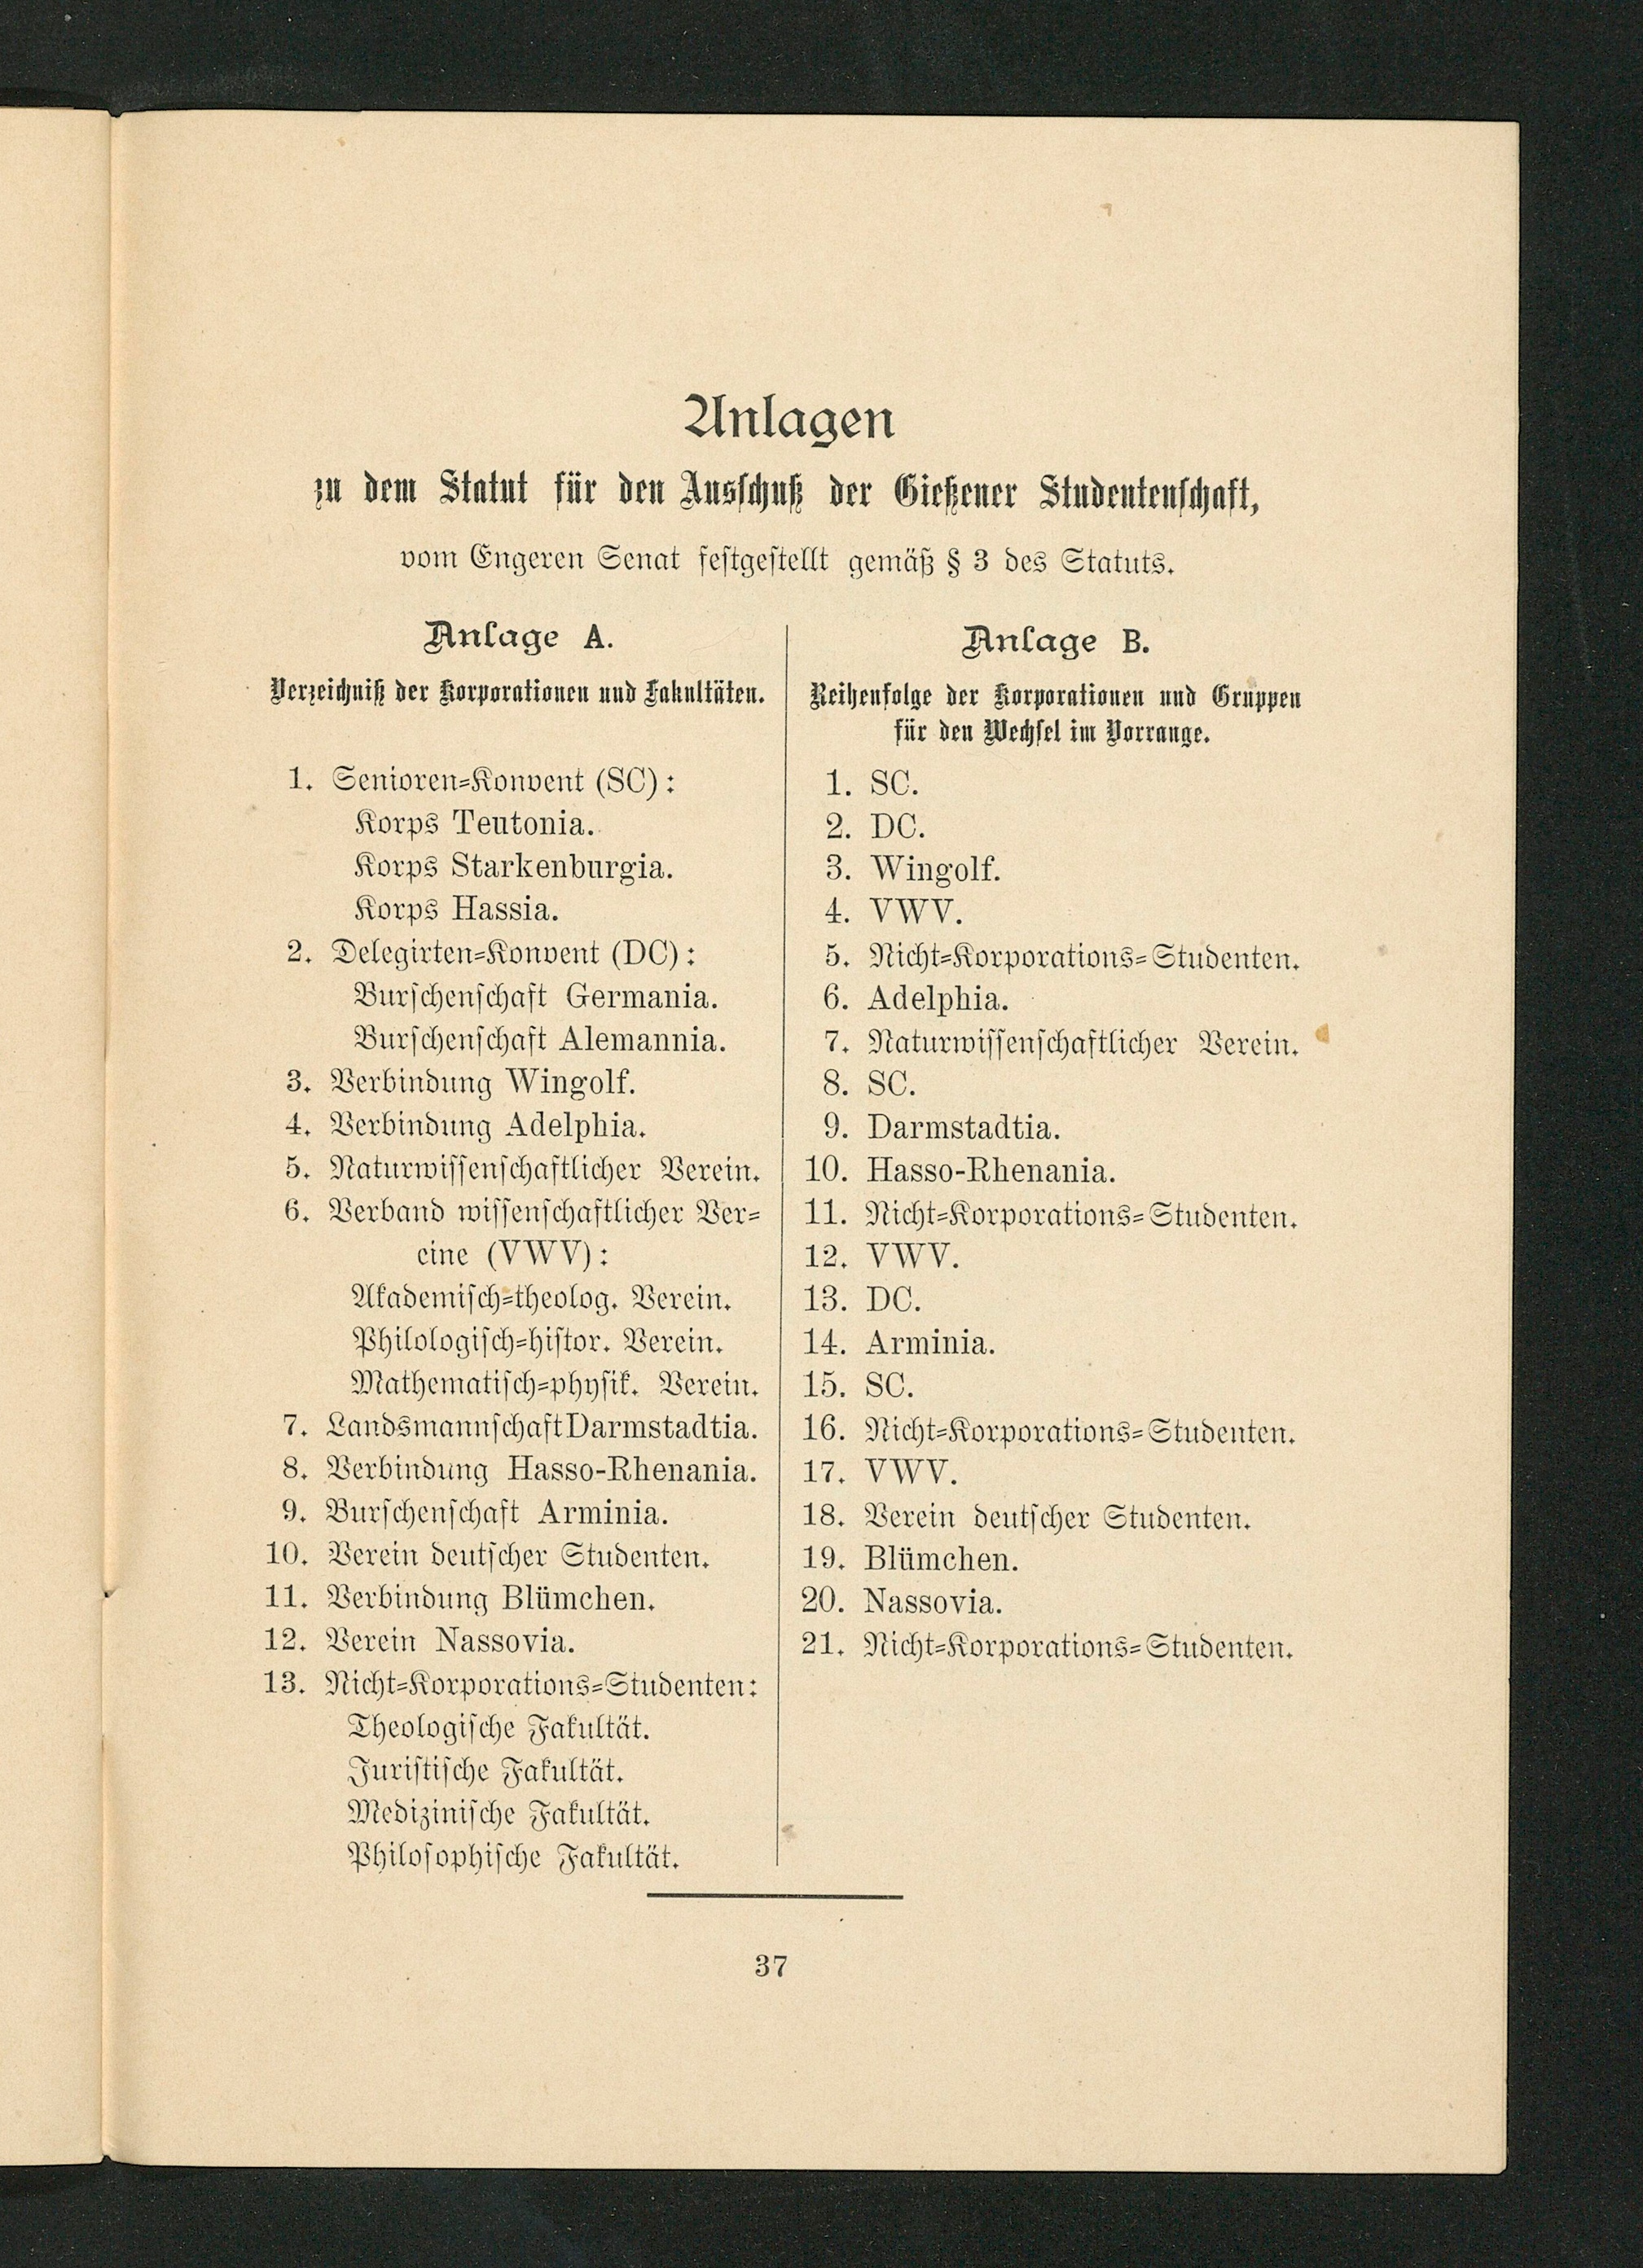 Anlagen
zu dem Statut für den Ausschuß der Gießener Studentenschaft,
vom Engeren Senat festgestellt gemäß § 3 des Statuts.
Anlage A.
Verzeichniß der Korporationen und Fakultäten.
1. Senioren-Konvent (SC):
Korps Teutonia.
Korps Starkenburgia.
Korps Hassia.
2. Delegirten-Konvent (DC):
Burschenschaft Germania.
Burschenschaft Alemannia.
3. Verbindung Wingolf.
4. Verbindung Adelphia.
5. Naturwissenschaftlicher Verein.
6. Verband wissenschaftlicher Ver-
eine (VWV):
Akademisch-theolog. Verein.
Philologisch-histor. Verein.
Mathematisch-physik. Verein.
7. Landsmannschaft Darmstadtia.
8. Verbindung Hasso-Rhenania.
9. Burschenschaft Arminia.
10. Verein deutscher Studenten.
11. Verbindung Blümchen.
12. Verein Nassovia.
13. Nicht-Korporations-Studenten:
Theologische Fakultät.
Juristische Fakultät.
Medizinische Fakultät.
Philosophische Fakultät.
Anlage B.
Reihenfolge der Korporationen und Gruppen
für den Wechsel im Vorrange.
1. SC.
2. DC.
3. Wingolf.
4. VWV.
5. Nicht-Korporations-Studenten.
6. Adelphia.
7. Naturwissenschaftlicher Verein.
8. SC.
9. Darmstadtia.
10. Hasso-Rhenania.
11. Nicht-Korporations-Studenten.
12. VWV.
13. DC.
14. Arminia.
15. SC.
16. Nicht-Korporations-Studenten.
17. VWV.
18. Verein deutscher Studenten.
19. Blümchen.
20. Nassovia.
21. Nicht-Korporations-Studenten.
37